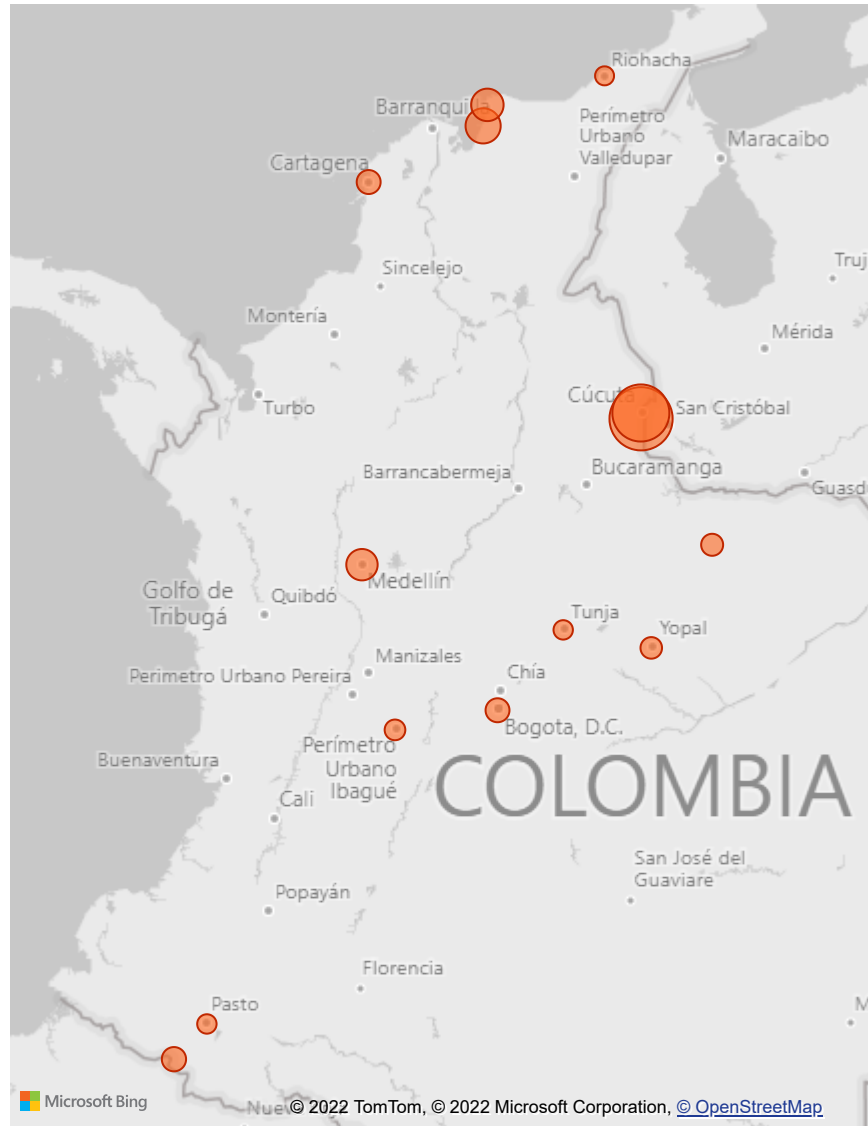 Riohacha
Barranquilla
Perímetro
Urbano
Valledupar
Maracaibo
Cartagena
Truj
Sincelejo
Montería
Mérida
Turbo
Cúcuta
San Cristóbal
Barrancabermeja
Bucaramanga
Guasd
Medellín
Golfo de
Tribugá
Quibdó
Tunja
Yopal
Manizales
Perimetro Urbano Pereira
Chía
Bogota, D.C.
Perímetro
Urbano
Ibagué
Buenaventura
COLOMBIA
Cali
San José del
Guaviare
Popayán
Florencia
Pasto
M
Microsoft Bing
Nuev
© 2022 TomTom, © 2022 Microsoft Corporation, © OpenStreetMap